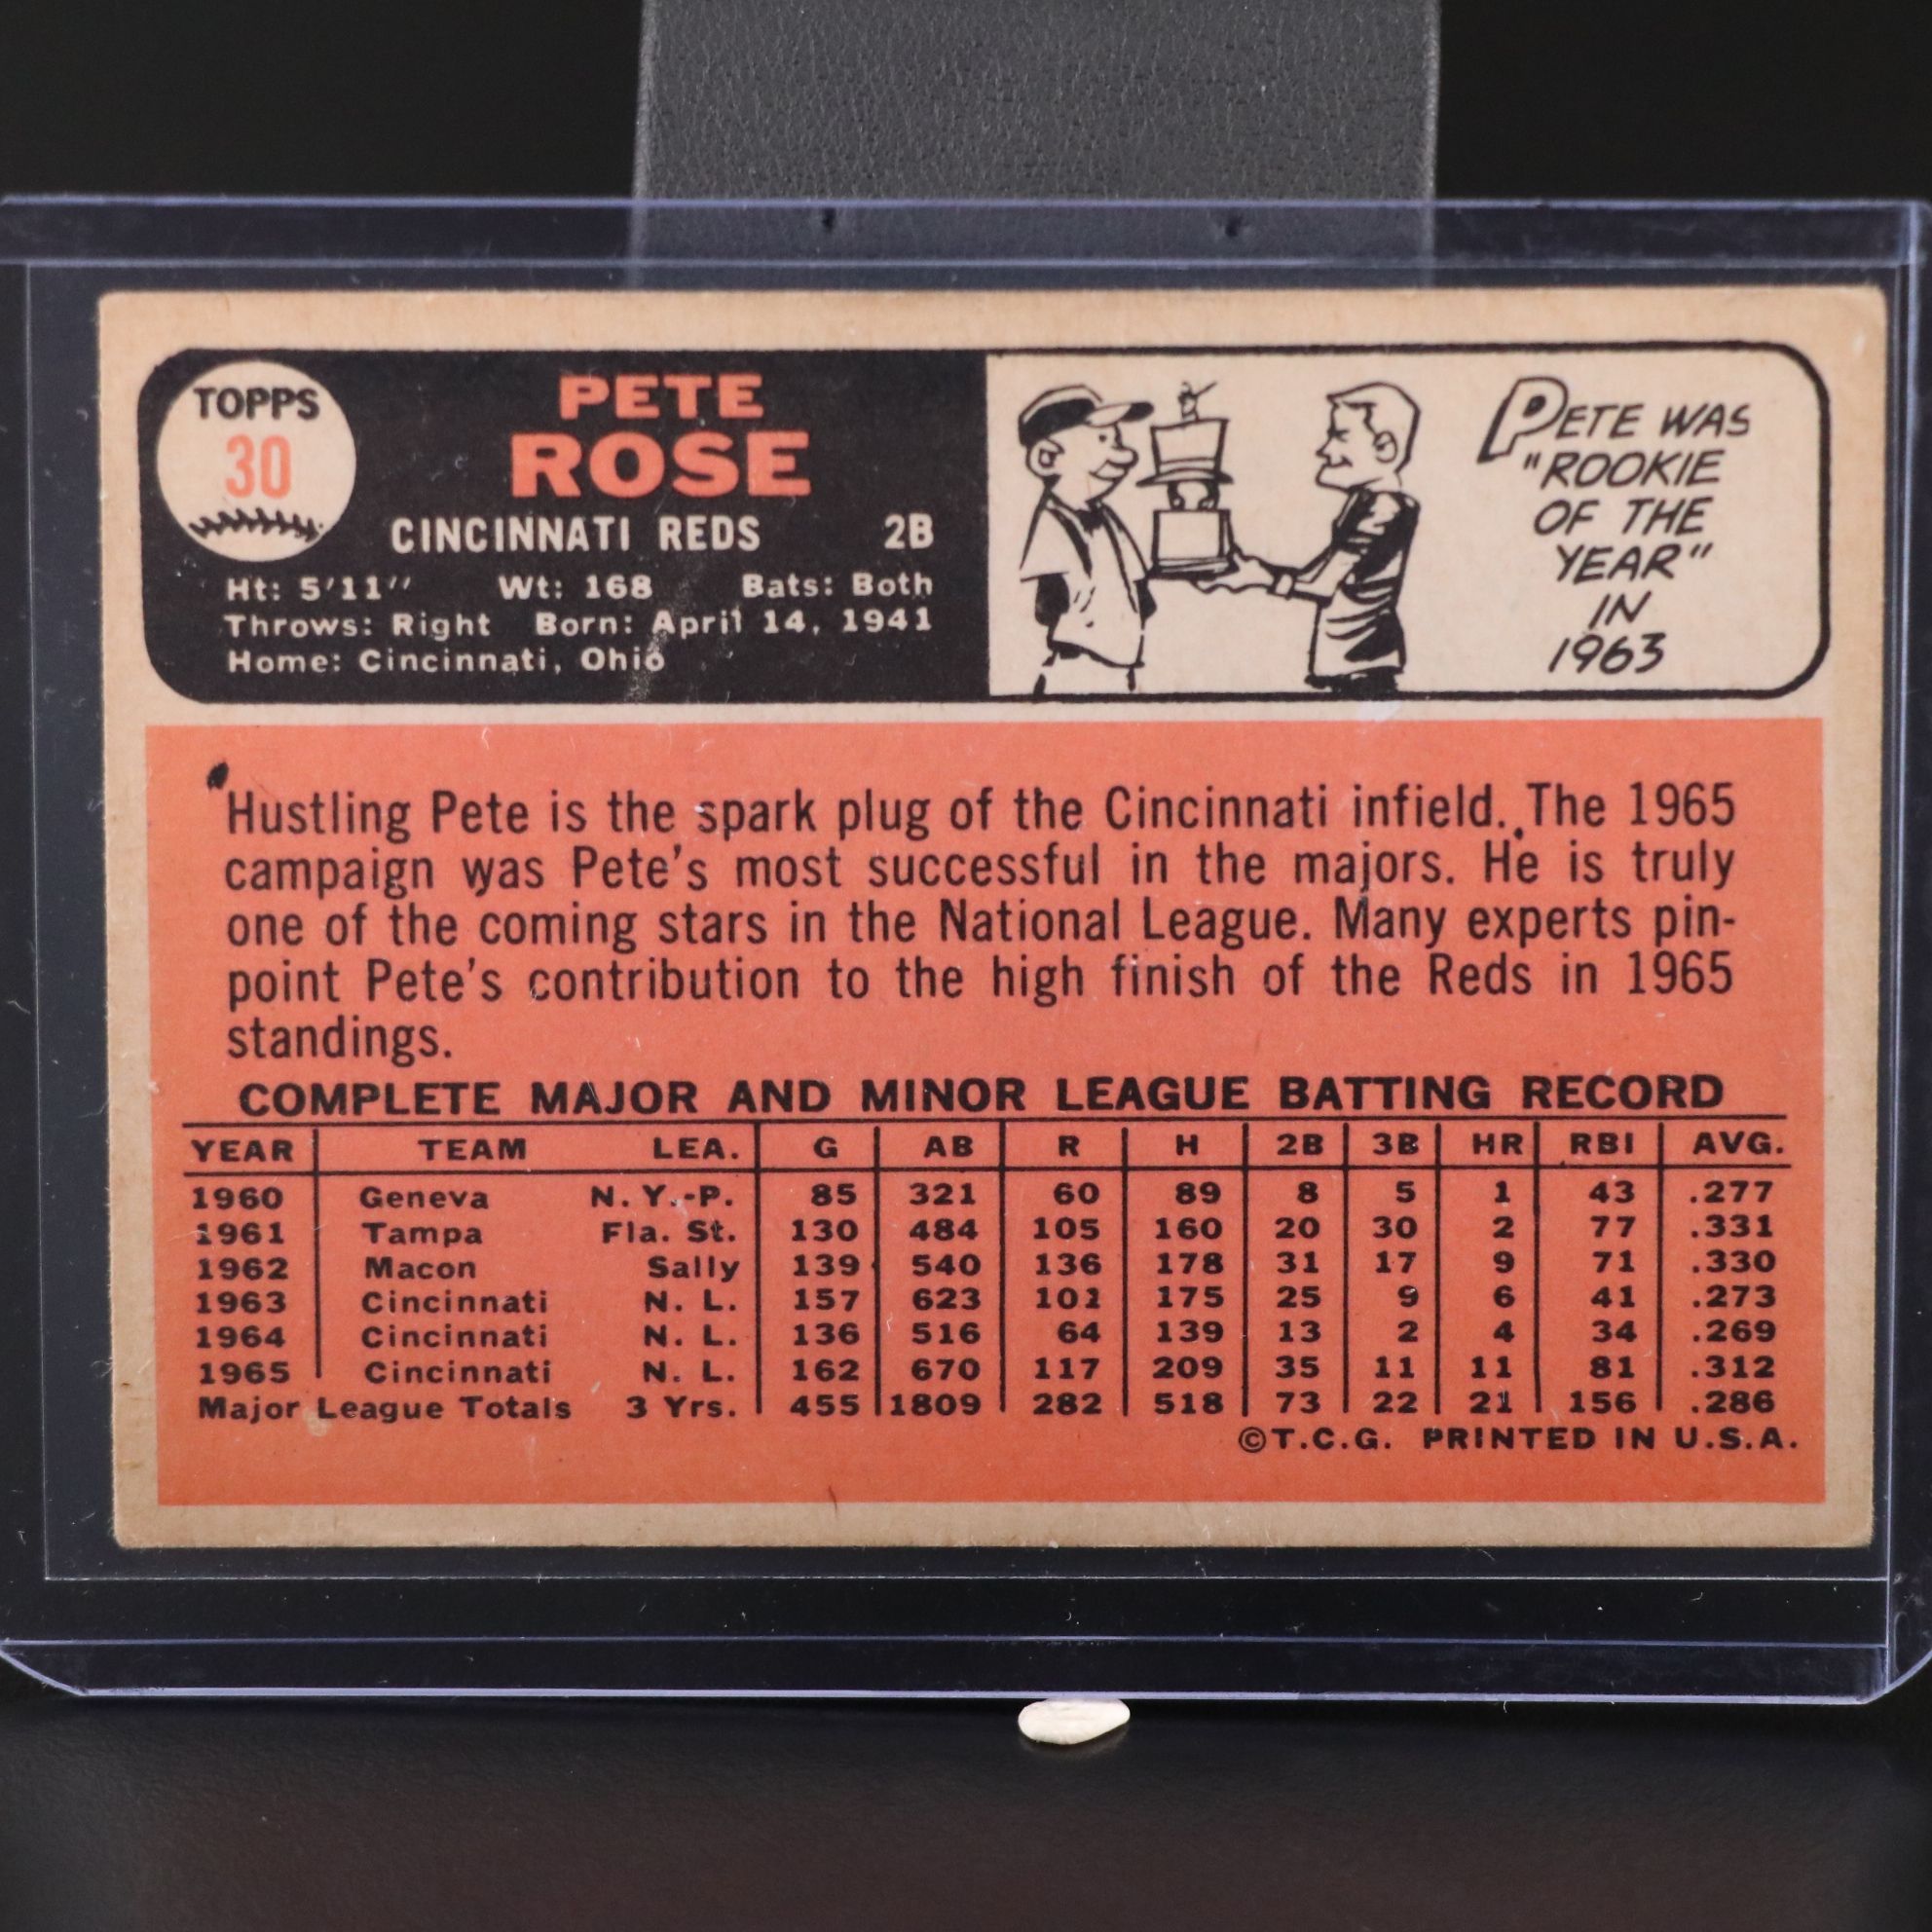 TOPPS
30
PETE
ROSE
CINCINNATI REDS 2B
Ht: 5'11" Wt: 168 Bats: Both
Throws: Right Born: April 14, 1941
Home: Cincinnati, Ohio
PETE WAS
"ROOKIE
OF THE
YEAR"
IN
1963
Hustling Pete is the spark plug of the Cincinnati infield. The 1965
campaign was Pete's most successful in the majors. He is truly
one of the coming stars in the National League. Many experts pin-
point Pete's contribution to the high finish of the Reds in 1965
standings.
COMPLETE MAJOR AND MINOR LEAGUE BATTING RECORD
YEAR TEAM LEA. G AB R H 2B 3B HR RBI AVG.
1960 Geneva N. Y.-P. 85 321 60 89 8 5 1 43 .277
1961 Tampa Fla. St. 130 484 105 160 20 30 2 77 .331
1962 Macon Sally 139 540 136 178 31 17 9 71 .330
1963 Cincinnati N. L. 157 623 101 175 25 9 6 41 .273
1964 Cincinnati N. L. 136 516 64 139 13 2 4 34 .269
1965 Cincinnati N. L. 162 670 117 209 35 11 11 81 .312
Major League Totals 3 Yrs. 455 1809 282 518 73 22 21 156 .286
©T.C.G. PRINTED IN U.S.A.